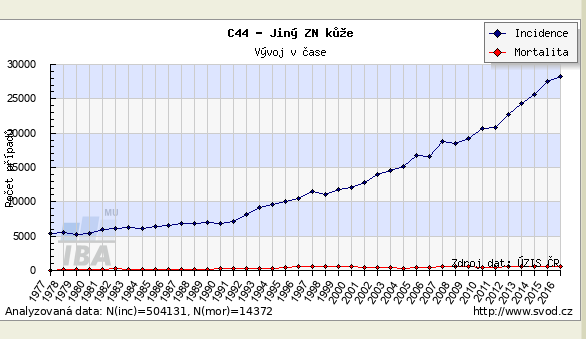 C44 - Jiný ZN kůže
Vývoj v čase
Incidence
Mortalita
Počet případů
30000
25000
20000
15000
10000
5000
0
MU
IBA
Zdroj dat: ÚZIS ČR
1977 1978 1979 1980 1981 1982 1983 1984 1985 1986 1987 1988 1989 1990 1991 1992 1993 1994 1995 1996 1997 1998 1999 2000 2001 2002 2003 2004 2005 2006 2007 2008 2009 2010 2011 2012 2013 2014 2015 2016
Analyzovaná data: N(inc)=504131, N(mor)=14372
http://www.svod.cz